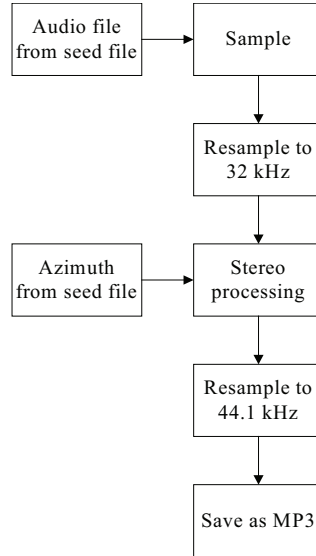 Audio file
from seed file
Sample
Resample to
32 kHz
Azimuth
from seed file
Stereo
processing
Resample to
44.1 kHz
Save as MP3